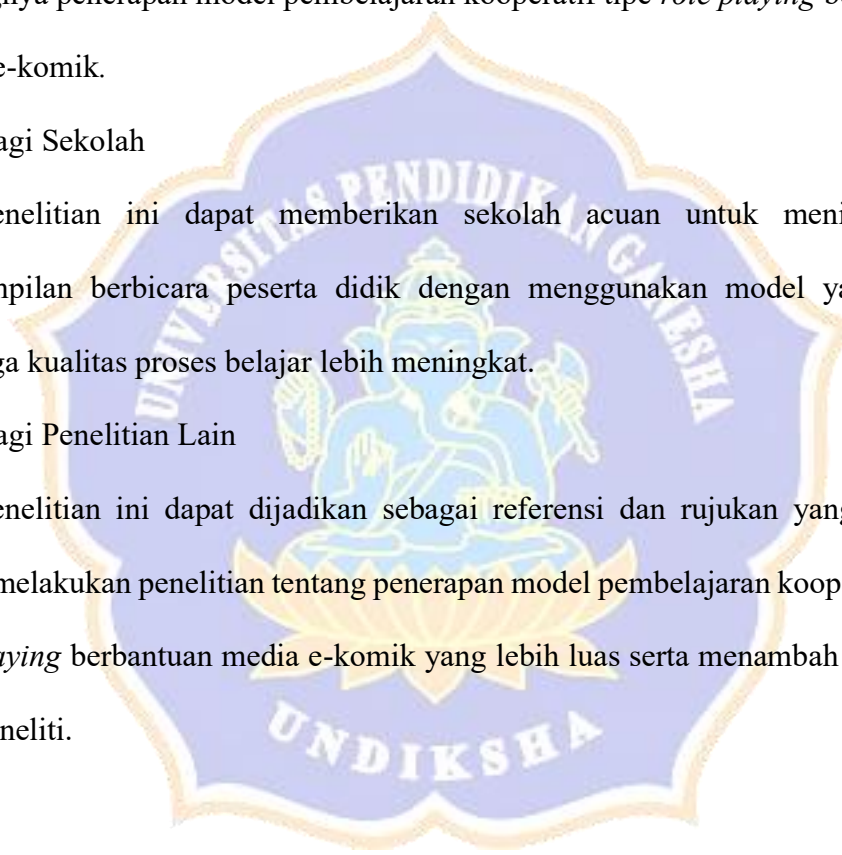 nya penerapan model pembelajaran kooperatif tipe role playing
e-komik.
agi Sekolah
enelitian ini dapat memberikan sekolah acuan untuk meni
mpilan berbicara peserta didik dengan menggunakan model ya
ga kualitas proses belajar lebih meningkat.
agi Penelitian Lain
enelitian ini dapat dijadikan sebagai referensi dan rujukan yang
melakukan penelitian tentang penerapan model pembelajaran koop
aying berbantuan media e-komik yang lebih luas serta menambah
neliti.
UNIVERSITAS PENDIDIKAN GANESHA
UNDIKSHA